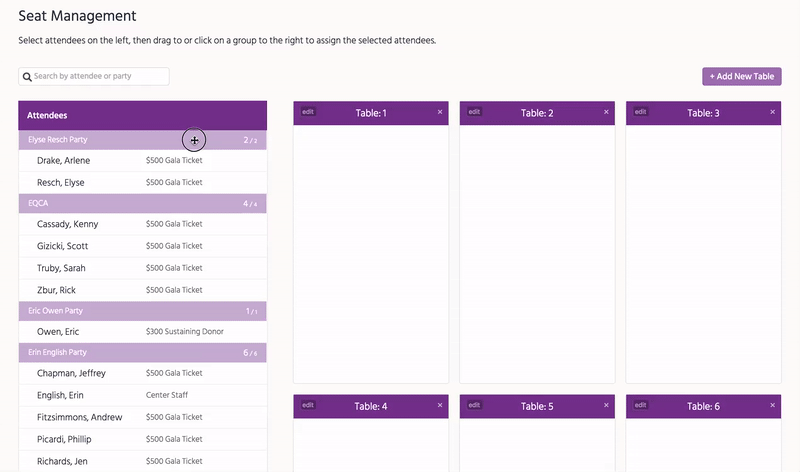 Seat Management
Select attendees on the left, then drag to or click on a group to the right to assign the selected attendees.
Search by attendee or party
+ Add New Table
Attendees
Elyse Resch Party 2 / 2
Drake, Arlene $500 Gala Ticket
Resch, Elyse $500 Gala Ticket
EQCA 4 / 4
Cassady, Kenny $500 Gala Ticket
Gizicki, Scott $500 Gala Ticket
Truby, Sarah $500 Gala Ticket
Zbur, Rick $500 Gala Ticket
Eric Owen Party 1 / 1
Owen, Eric $300 Sustaining Donor
Erin English Party 6 / 6
Chapman, Jeffrey $500 Gala Ticket
English, Erin Center Staff
Fitzsimmons, Andrew $500 Gala Ticket
Picardi, Phillip $500 Gala Ticket
Richards, Jen $500 Gala Ticket
edit Table: 1 ×
edit Table: 2 ×
edit Table: 3 ×
edit Table: 4 ×
edit Table: 5 ×
edit Table: 6 ×